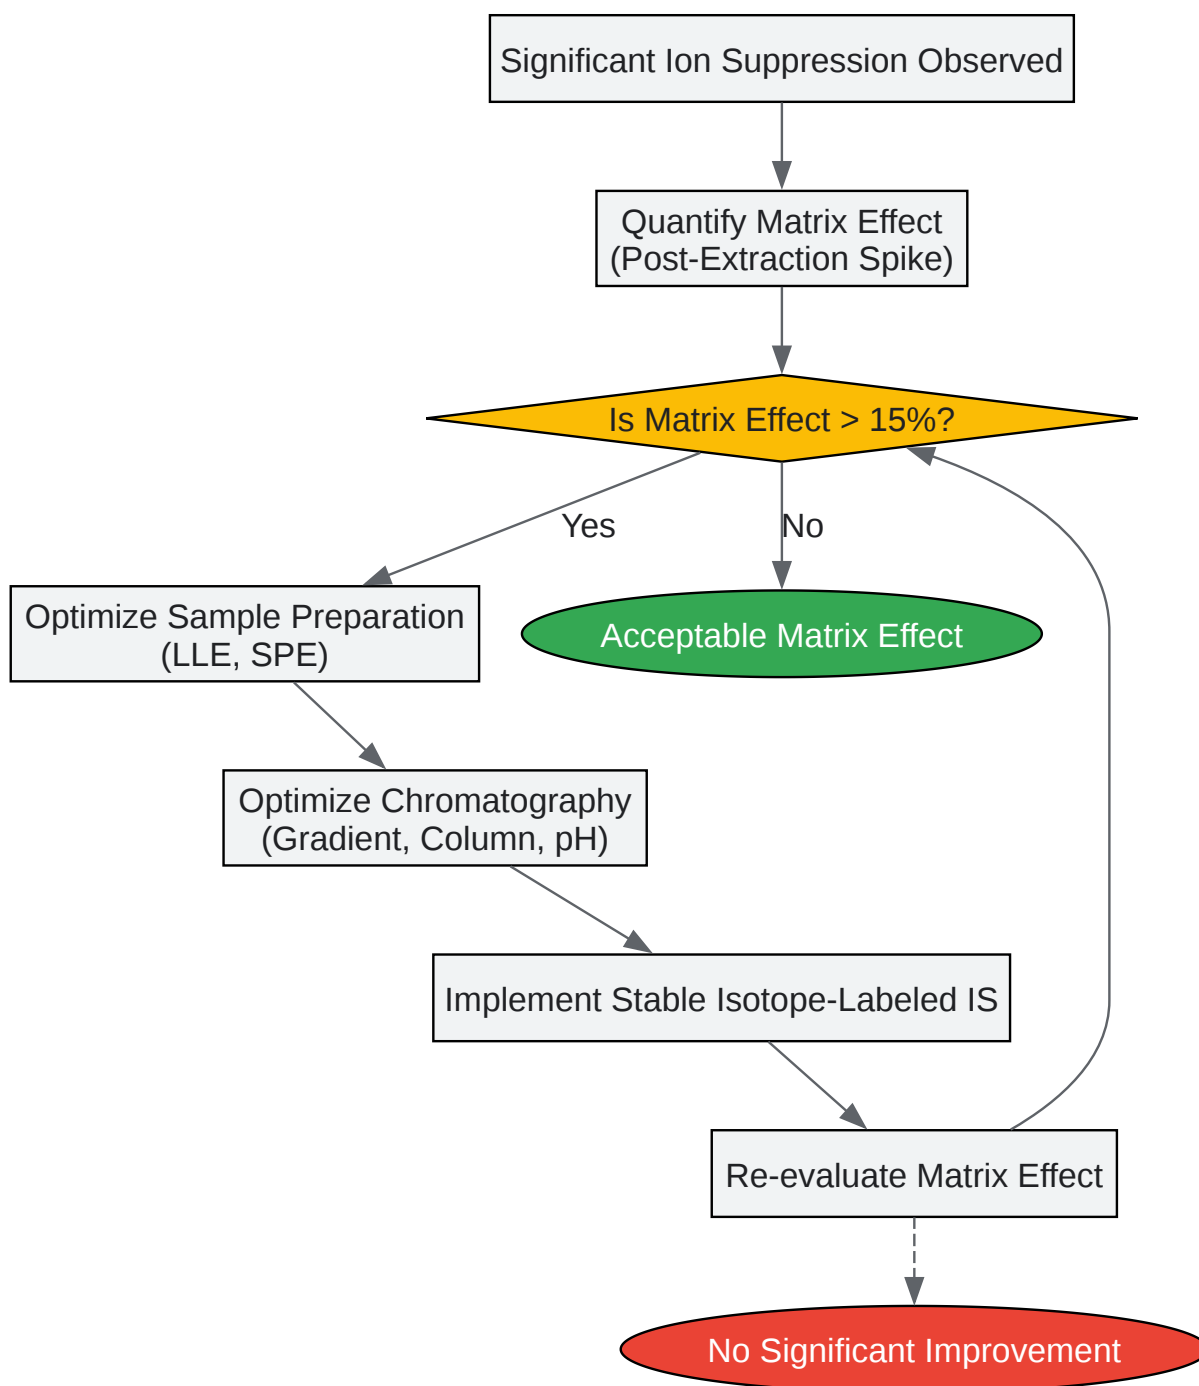 Significant Ion Suppression Observed
Quantify Matrix Effect
(Post-Extraction Spike)
Is Matrix Effect > 15%?
Yes
No
Optimize Sample Preparation
(LLE, SPE)
Acceptable Matrix Effect
Optimize Chromatography
(Gradient, Column, pH)
Implement Stable Isotope-Labeled IS
Re-evaluate Matrix Effect
No Significant Improvement